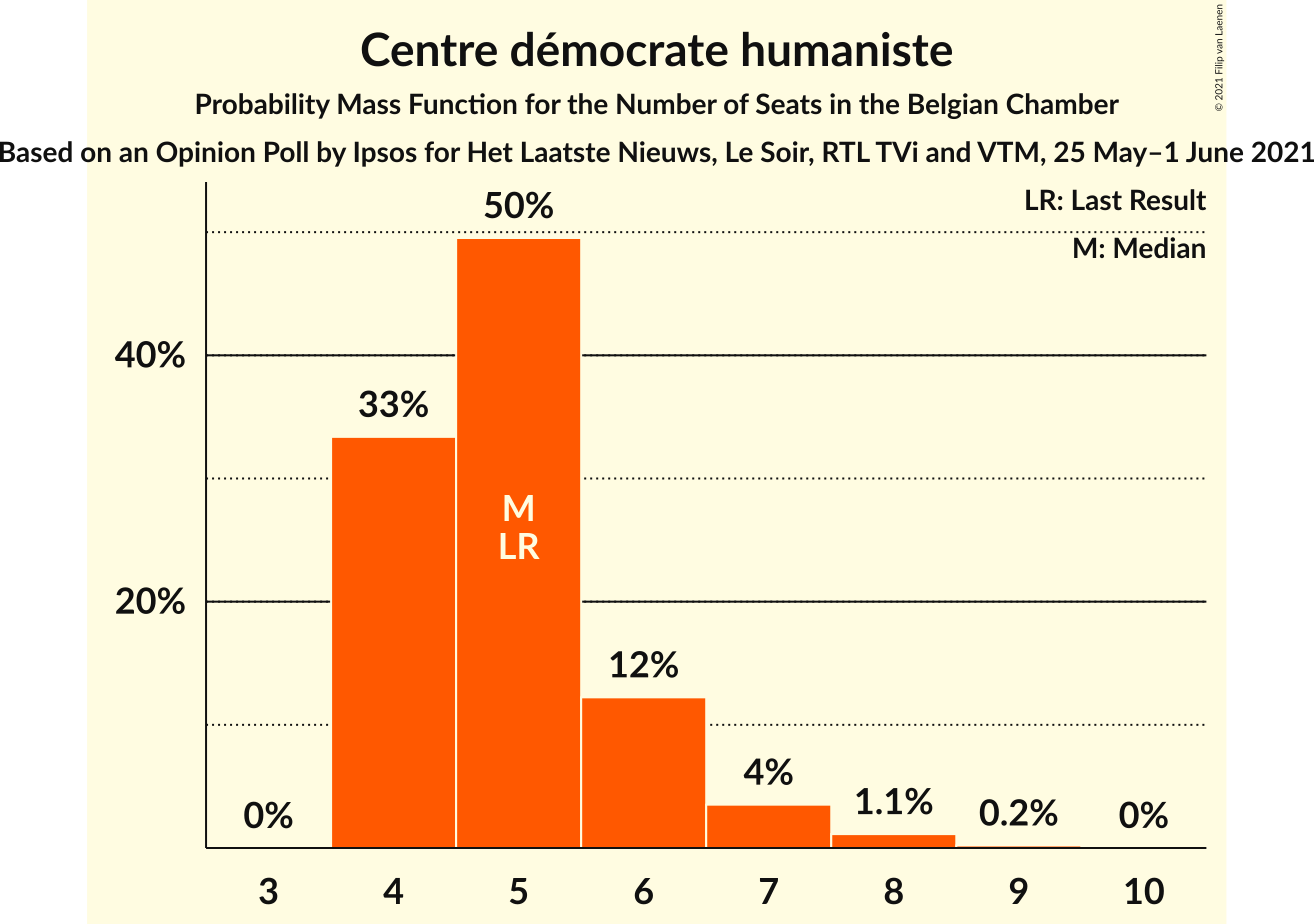 Centre démocrate humaniste
Probability Mass Function for the Number of Seats in the Belgian Chamber
Based on an Opinion Poll by Ipsos for Het Laatste Nieuws, Le Soir, RTL TVi and VTM, 25 May–1 June 2021
© 2021 Filip van Laenen
LR: Last Result
M: Median
50%
40%
33%
M
LR
20%
12%
4%
1.1%
0.2%
0%
0%
3 4 5 6 7 8 9 10